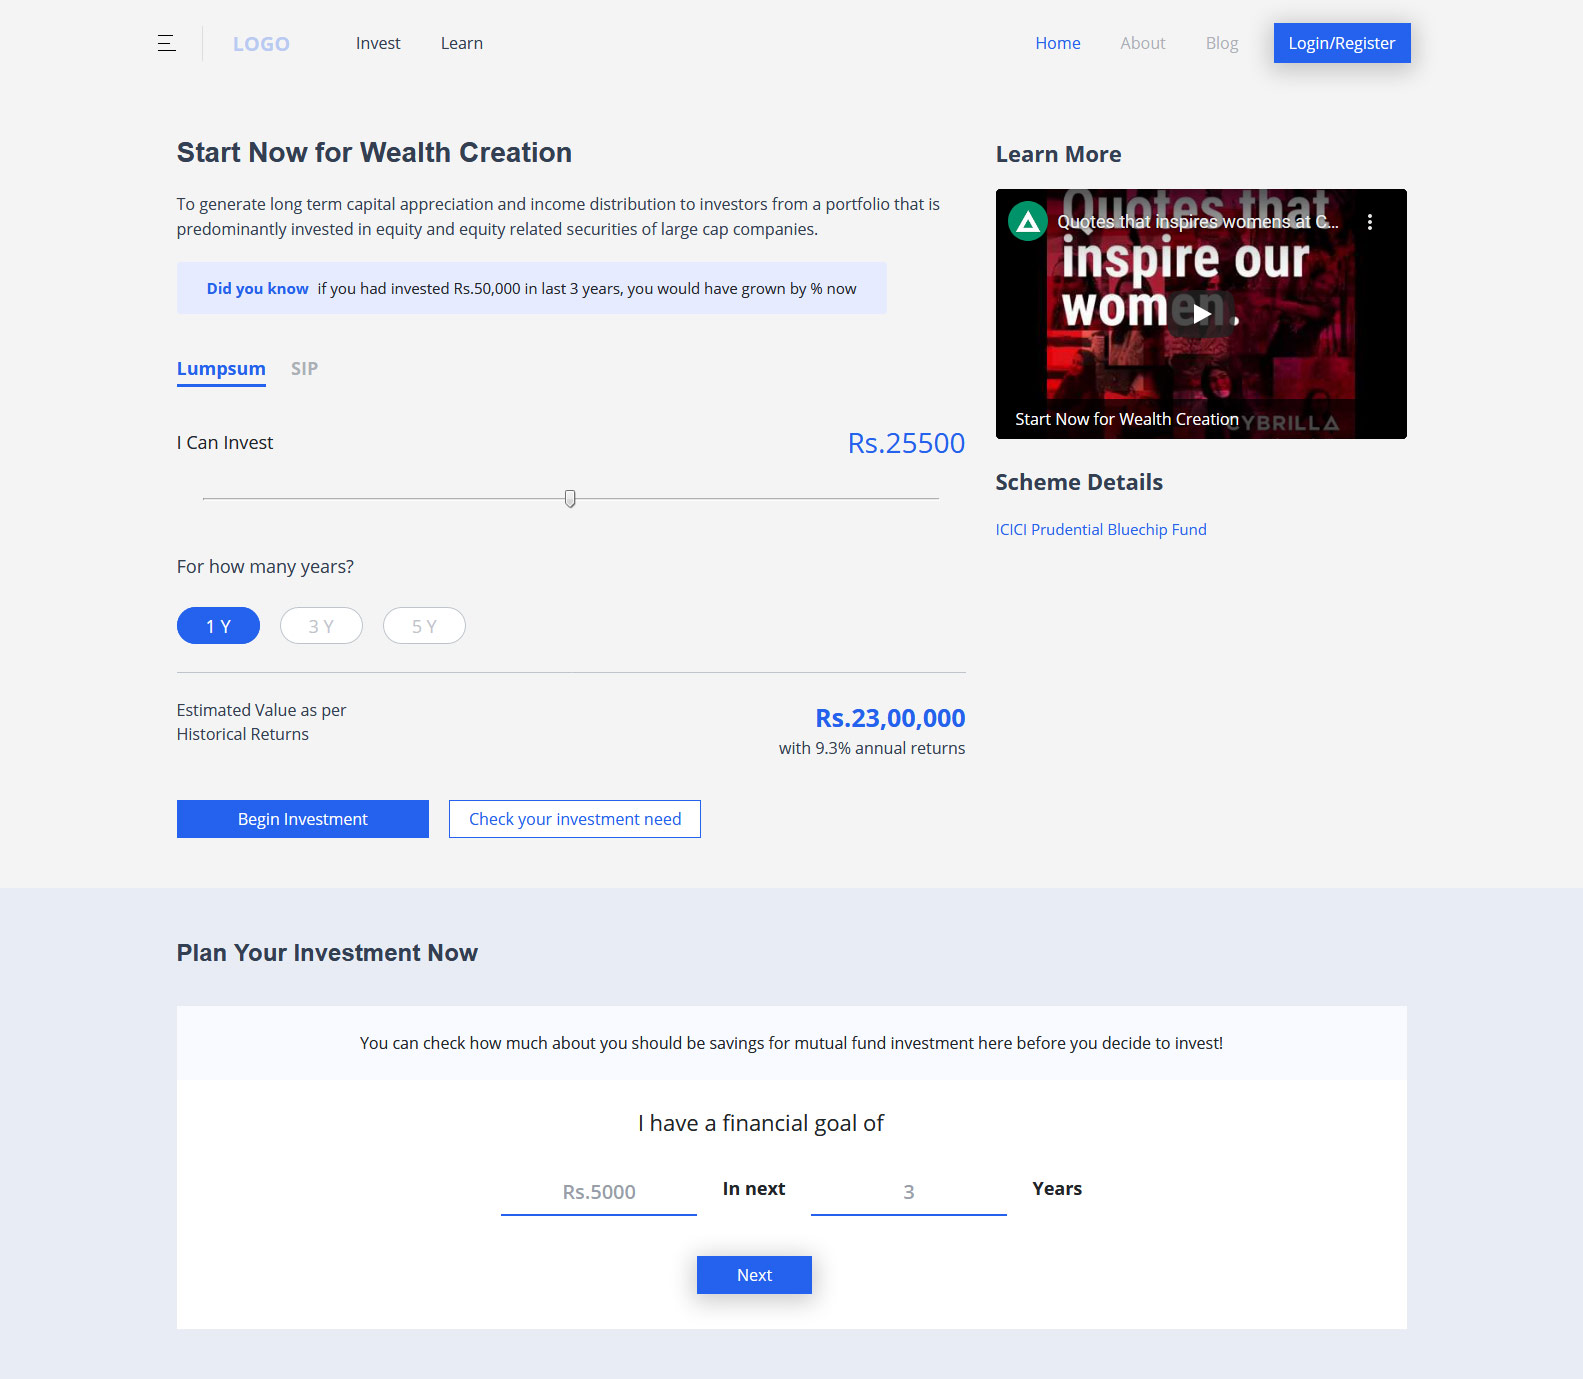 LOGO
Invest
Learn
Home
About
Blog
Login/Register
Start Now for Wealth Creation
To generate long term capital appreciation and income distribution to investors from a portfolio that is
predominantly invested in equity and equity related securities of large cap companies.
Did you know if you had invested Rs.50,000 in last 3 years, you would have grown by % now
Lumpsum
SIP
I Can Invest
Rs.25500
For how many years?
1 Y
3 Y
5 Y
Estimated Value as per
Historical Returns
Rs.23,00,000
with 9.3% annual returns
Begin Investment
Check your investment need
Learn More
Quotes that inspires womens at C...
Quotes that
inspire our
women.
Start Now for Wealth Creation
CYBRILLA
Scheme Details
ICICI Prudential Bluechip Fund
Plan Your Investment Now
You can check how much about you should be savings for mutual fund investment here before you decide to invest!
I have a financial goal of
Rs.5000
In next
3
Years
Next